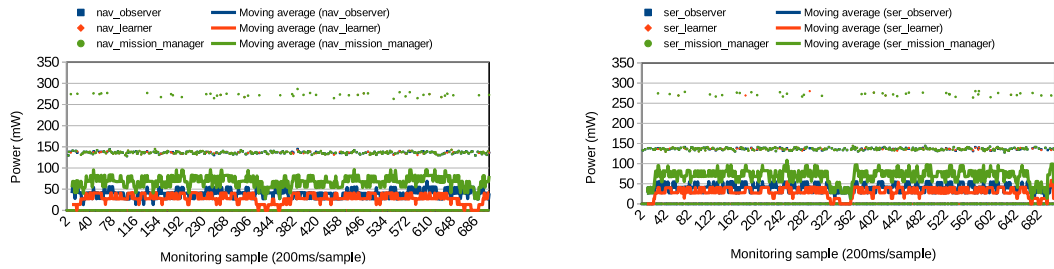 nav_observer Moving average (nav_observer)
nav_learner Moving average (nav_learner)
nav_mission_manager Moving average (nav_mission_manager)
350
300
250
200
150
100
50
0
Power (mW)
2 40 78 116 154 192 230 268 306 344 382 420 458 496 534 572 610 648 686
Monitoring sample (200ms/sample)
ser_observer Moving average (ser_observer)
ser_learner Moving average (ser_learner)
ser_mission_manager Moving average (ser_mission_manager)
350
300
250
200
150
100
50
0
Power (mW)
2 42 82 122 162 202 242 282 322 362 402 442 482 522 562 602 642 682
Monitoring sample (200ms/sample)